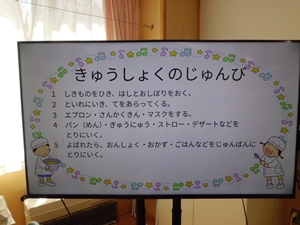 きゅうしょくのじゅんび
1 しきものをひき、はしとおしぼりをおく。
2 といれにいき、てをあらってくる。
3 エプロン・さんかくきん・マスクをする。
4 パン（めん）・ぎゅうにゅう・ストロー・デザートなどを
とりにいく。
5 よばれたら、おんしょく・おかず・ごはんなどをじゅんばんに
とりにいく。